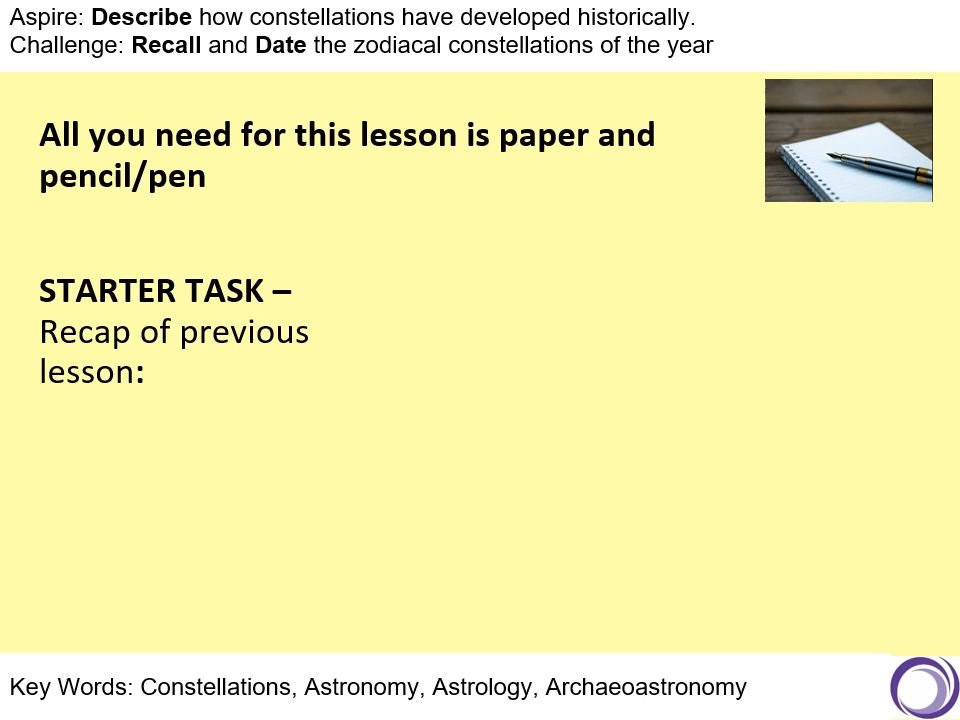 Aspire: Describe how constellations have developed historically.
Challenge: Recall and Date the zodiacal constellations of the year
All you need for this lesson is paper and
pencil/pen
STARTER TASK –
Recap of previous
lesson:
Key Words: Constellations, Astronomy, Astrology, Archaeoastronomy